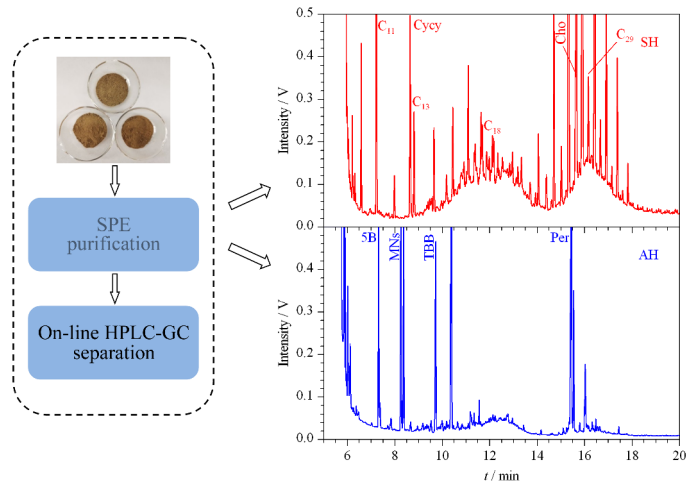 SPE
purification
On-line HPLC-GC
separation
Intensity / V
0.5
0.4
0.3
0.2
0.1
0.0
C₁₁
Cycy
C₁₃
C₁₈
Cho
C₂₉
SH
Intensity / V
0.4
0.3
0.2
0.1
0.0
5B
MNs
TBB
Per
AH
6 8 10 12 14 16 18 20
t / min